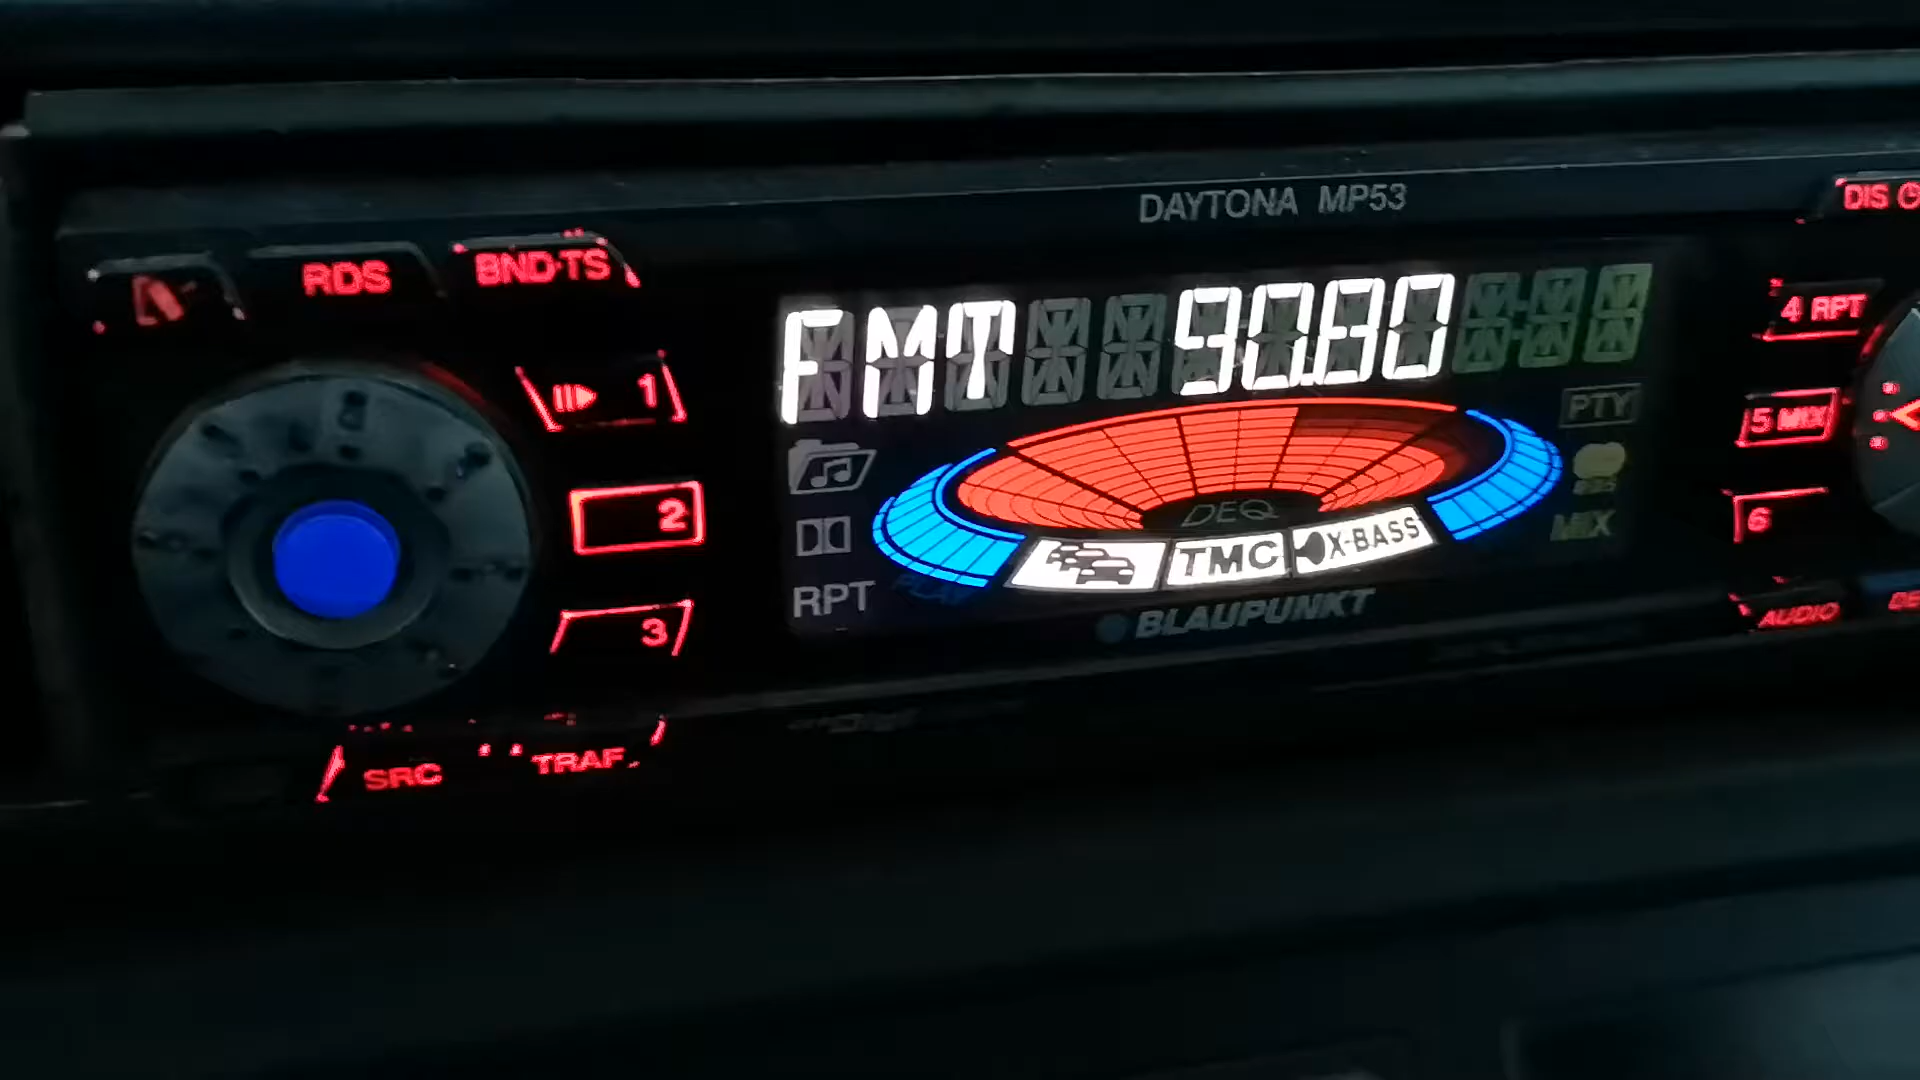 DAYTONA MP53
DIS
RDS
BND·TS
FMT 90.80
4 RPT
1
PTY
5 MIX
2
DEQ
MIX
6
TMC
X-BASS
RPT
3
BLAUPUNKT
AUDIO
SRC
TRAF